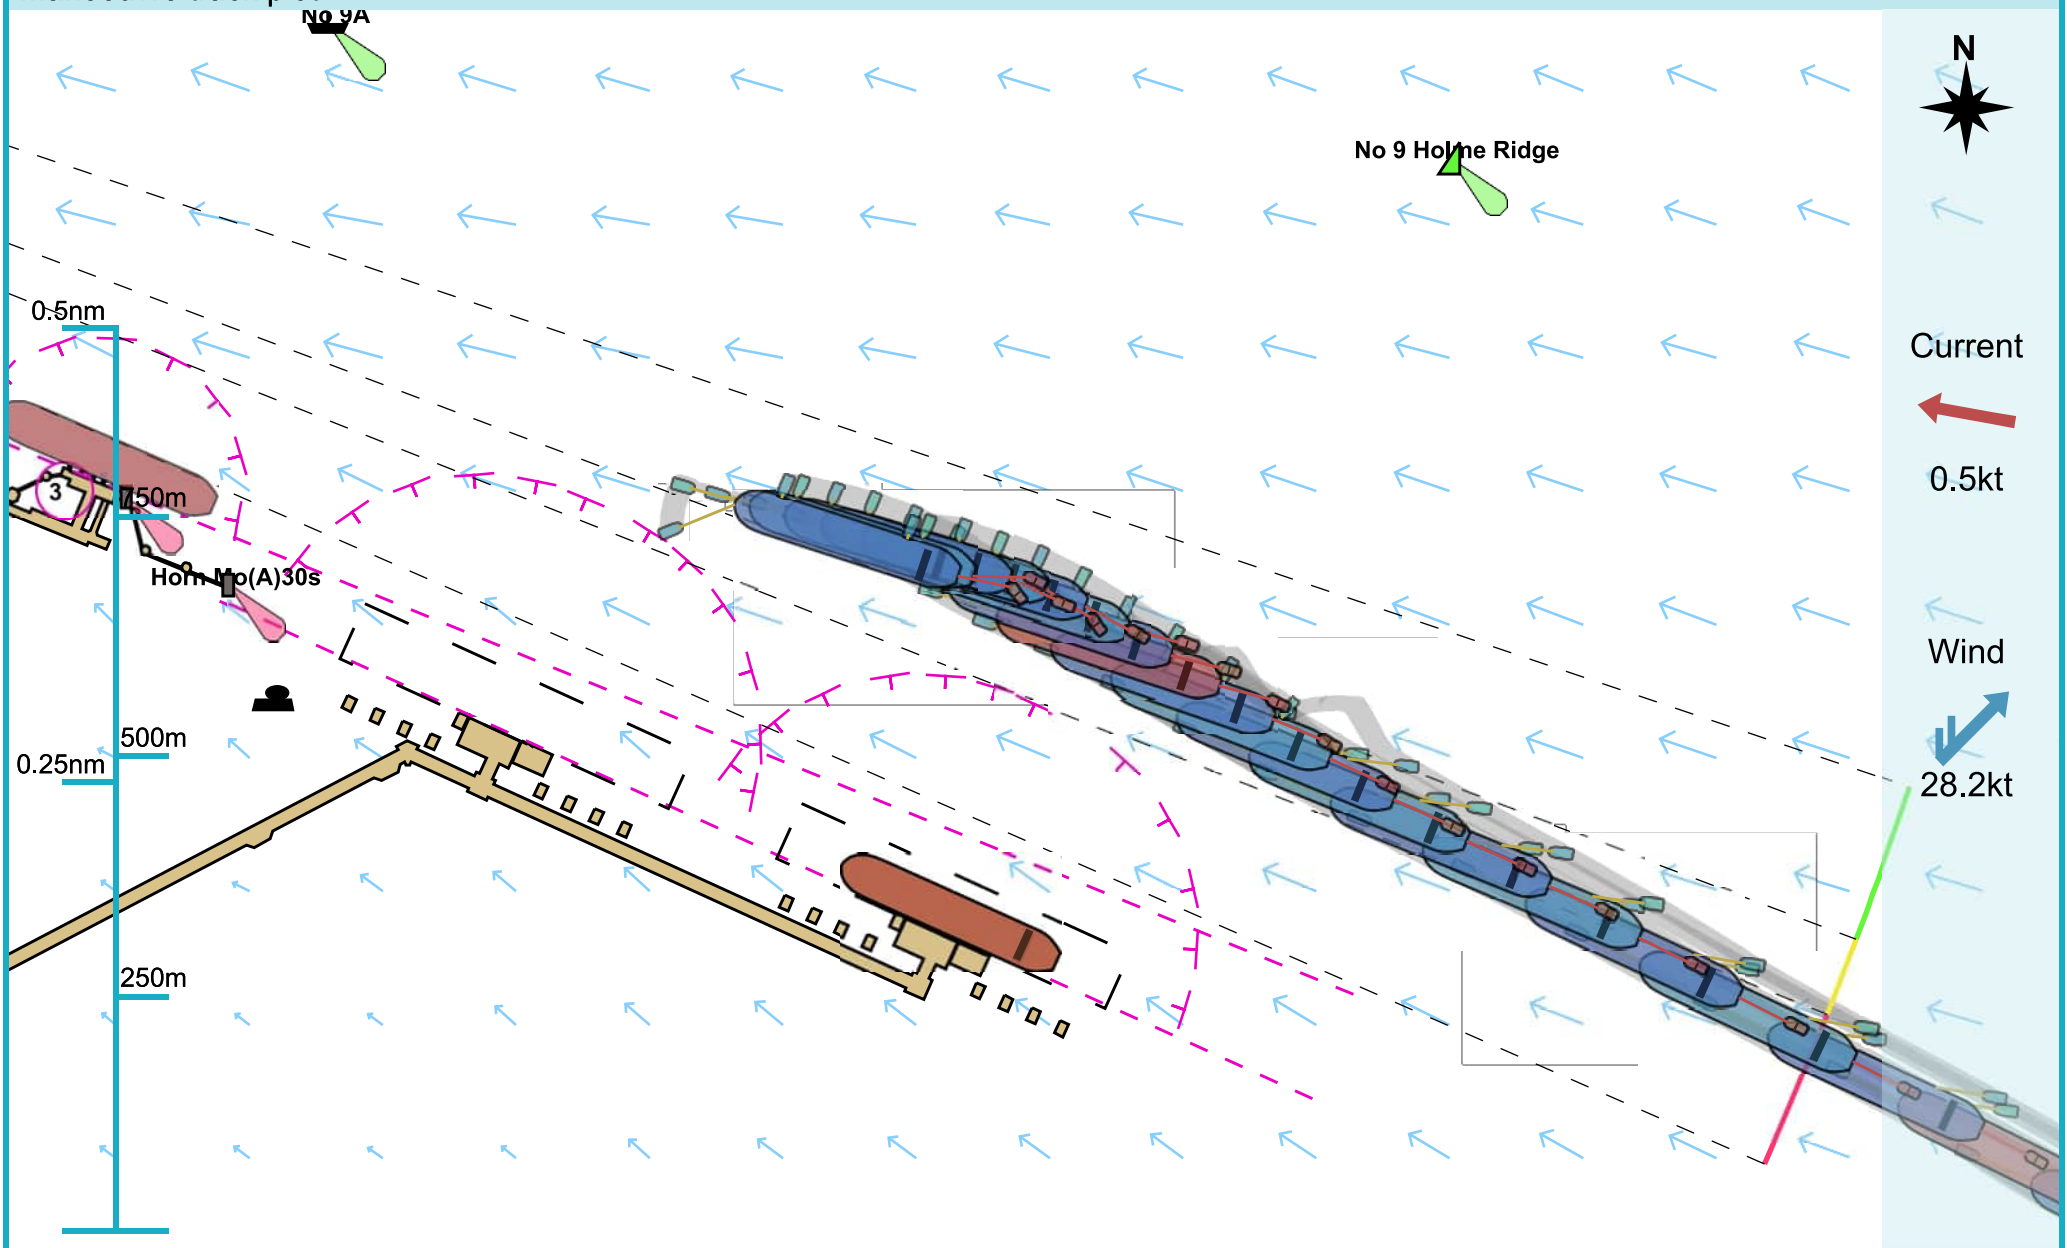 No 9A
N
No 9 Holme Ridge
0.5nm
Current
0.5kt
3
750m
Horn Mo(A)30s
Wind
28.2kt
500m
0.25nm
250m